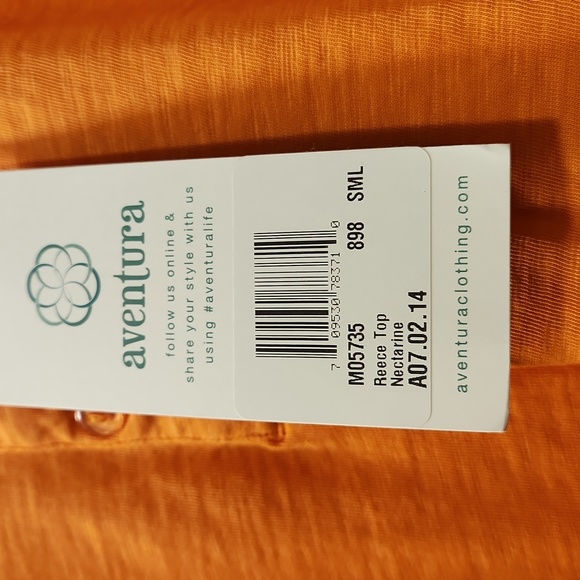 aventura
follow us online &
share your style with us
using #aventuralife
7 09530 78371 0
M05735 898 SML
Reece Top
Nectarine
A07.02.14
aventuraclothing.com